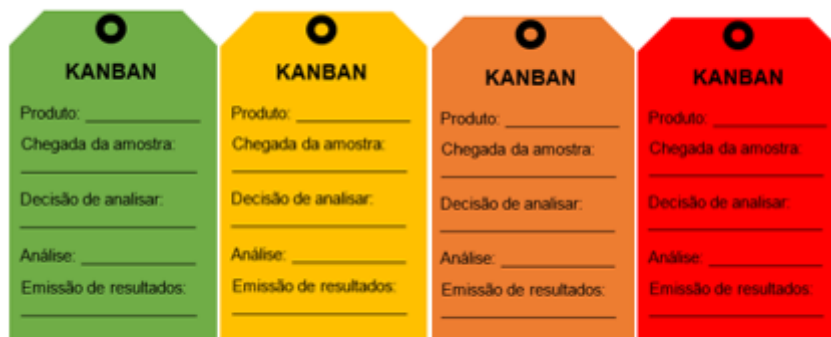 KANBAN
Produto:
Chegada da amostra:
Decisão de analisar:
Análise:
Emissão de resultados:
KANBAN
Produto:
Chegada da amostra:
Decisão de analisar:
Análise:
Emissão de resultados:
KANBAN
Produto:
Chegada da amostra:
Decisão de analisar:
Análise:
Emissão de resultados:
KANBAN
Produto:
Chegada da amostra:
Decisão de analisar:
Análise:
Emissão de resultados: